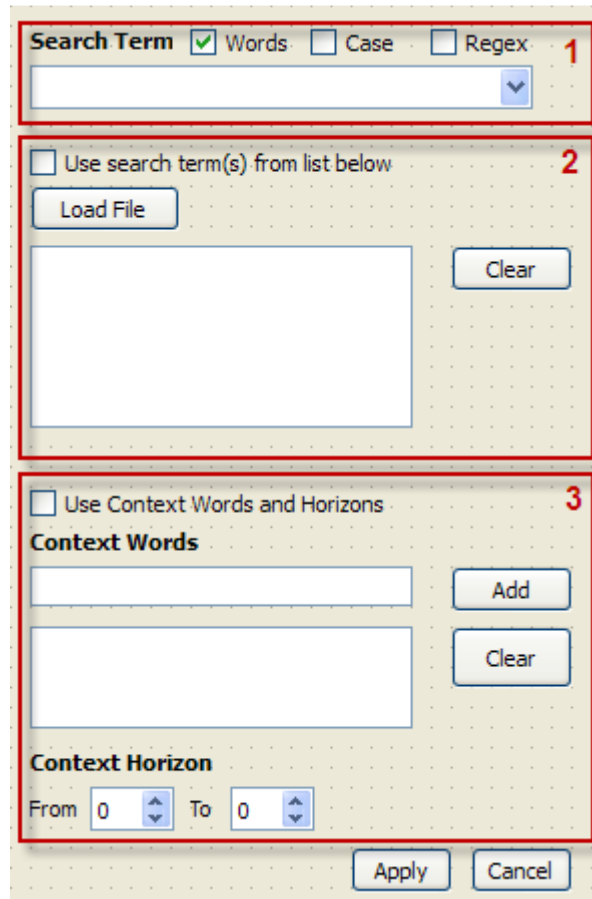 Search Term Words Case Regex 1
Use search term(s) from list below 2
Load File
Clear
Use Context Words and Horizons 3
Context Words
Add
Clear
Context Horizon
From 0 To 0
Apply Cancel